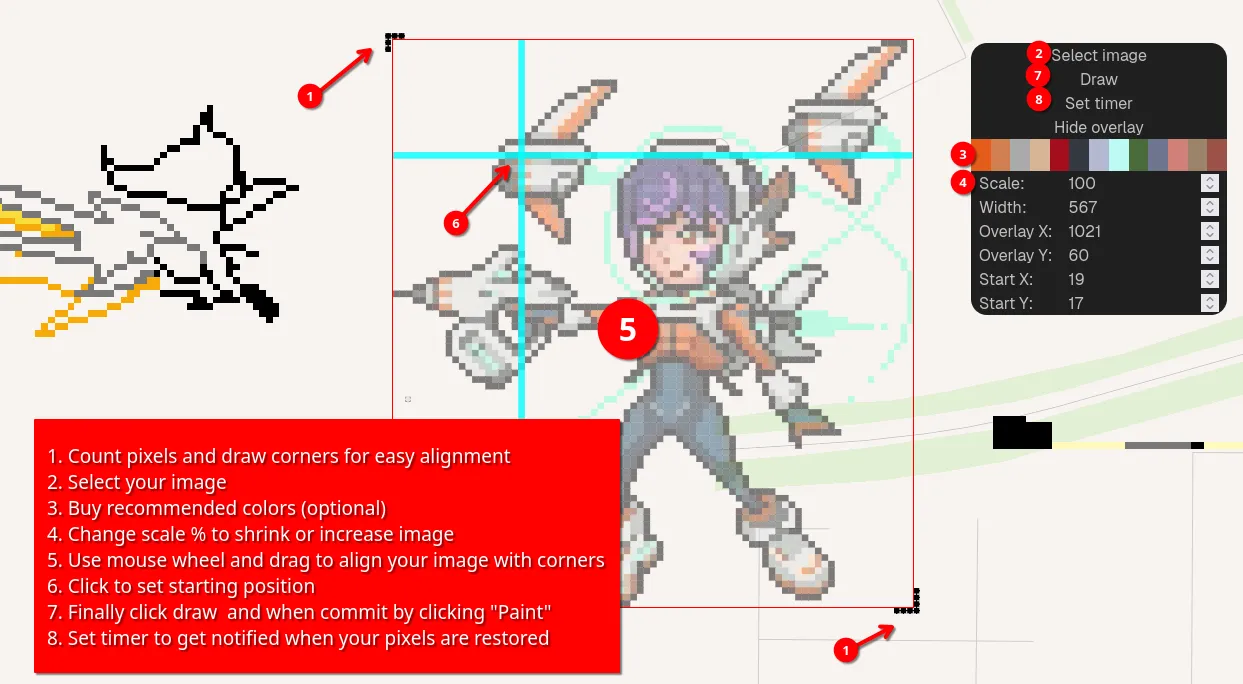 1
2 Select image
7 Draw
8 Set timer
Hide overlay
3
4 Scale: 100
Width: 567
Overlay X: 1021
Overlay Y: 60
Start X: 19
Start Y: 17
6
5
1. Count pixels and draw corners for easy alignment
2. Select your image
3. Buy recommended colors (optional)
4. Change scale % to shrink or increase image
5. Use mouse wheel and drag to align your image with corners
6. Click to set starting position
7. Finally click draw  and when commit by clicking "Paint"
8. Set timer to get notified when your pixels are restored
1